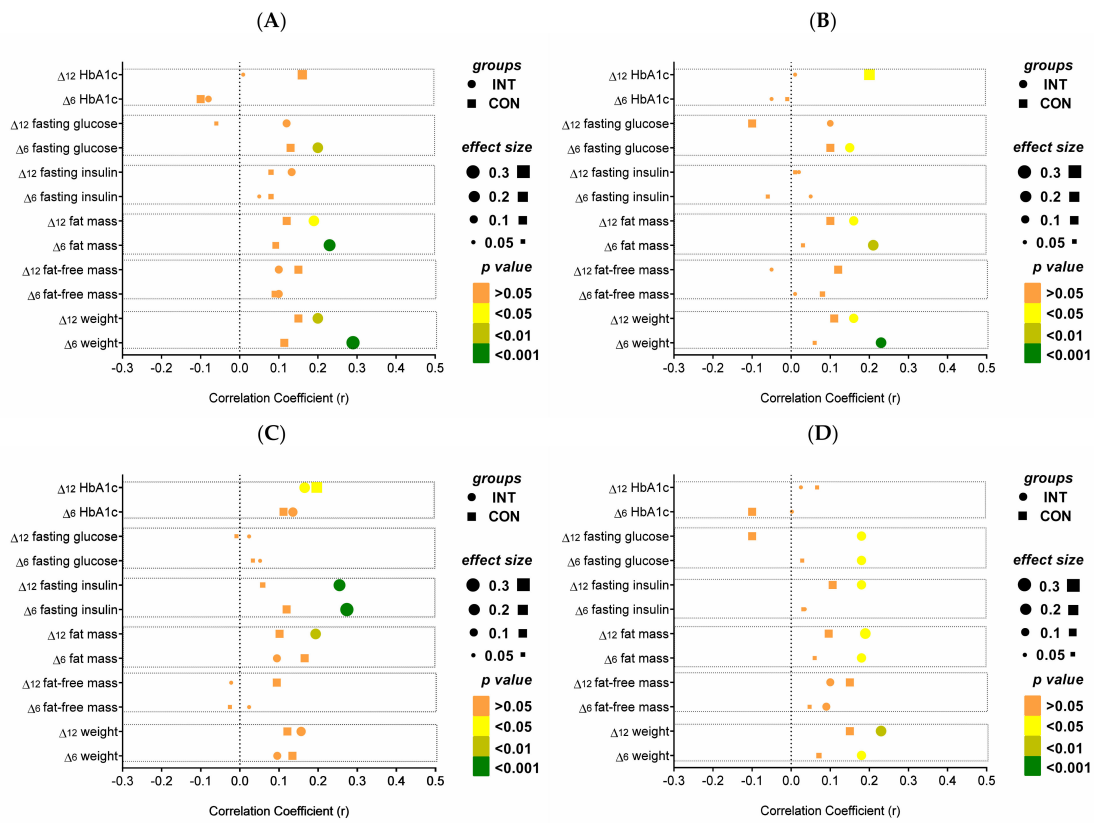 (A)
Δ12 HbA1c
Δ6 HbA1c
Δ12 fasting glucose
Δ6 fasting glucose
Δ12 fasting insulin
Δ6 fasting insulin
Δ12 fat mass
Δ6 fat mass
Δ12 fat-free mass
Δ6 fat-free mass
Δ12 weight
Δ6 weight
-0.3 -0.2 -0.1 0.0 0.1 0.2 0.3 0.4 0.5
Correlation Coefficient (r)
groups
INT
CON
effect size
0.3
0.2
0.1
0.05
p value
>0.05
<0.05
<0.01
<0.001
(B)
Δ12 HbA1c
Δ6 HbA1c
Δ12 fasting glucose
Δ6 fasting glucose
Δ12 fasting insulin
Δ6 fasting insulin
Δ12 fat mass
Δ6 fat mass
Δ12 fat-free mass
Δ6 fat-free mass
Δ12 weight
Δ6 weight
-0.3 -0.2 -0.1 0.0 0.1 0.2 0.3 0.4 0.5
Correlation Coefficient (r)
groups
INT
CON
effect size
0.3
0.2
0.1
0.05
p value
>0.05
<0.05
<0.01
<0.001
(C)
Δ12 HbA1c
Δ6 HbA1c
Δ12 fasting glucose
Δ6 fasting glucose
Δ12 fasting insulin
Δ6 fasting insulin
Δ12 fat mass
Δ6 fat mass
Δ12 fat-free mass
Δ6 fat-free mass
Δ12 weight
Δ6 weight
-0.3 -0.2 -0.1 0.0 0.1 0.2 0.3 0.4 0.5
Correlation Coefficient (r)
groups
INT
CON
effect size
0.3
0.2
0.1
0.05
p value
>0.05
<0.05
<0.01
<0.001
(D)
Δ12 HbA1c
Δ6 HbA1c
Δ12 fasting glucose
Δ6 fasting glucose
Δ12 fasting insulin
Δ6 fasting insulin
Δ12 fat mass
Δ6 fat mass
Δ12 fat-free mass
Δ6 fat-free mass
Δ12 weight
Δ6 weight
-0.3 -0.2 -0.1 0.0 0.1 0.2 0.3 0.4 0.5
Correlation Coefficient (r)
groups
INT
CON
effect size
0.3
0.2
0.1
0.05
p value
>0.05
<0.05
<0.01
<0.001